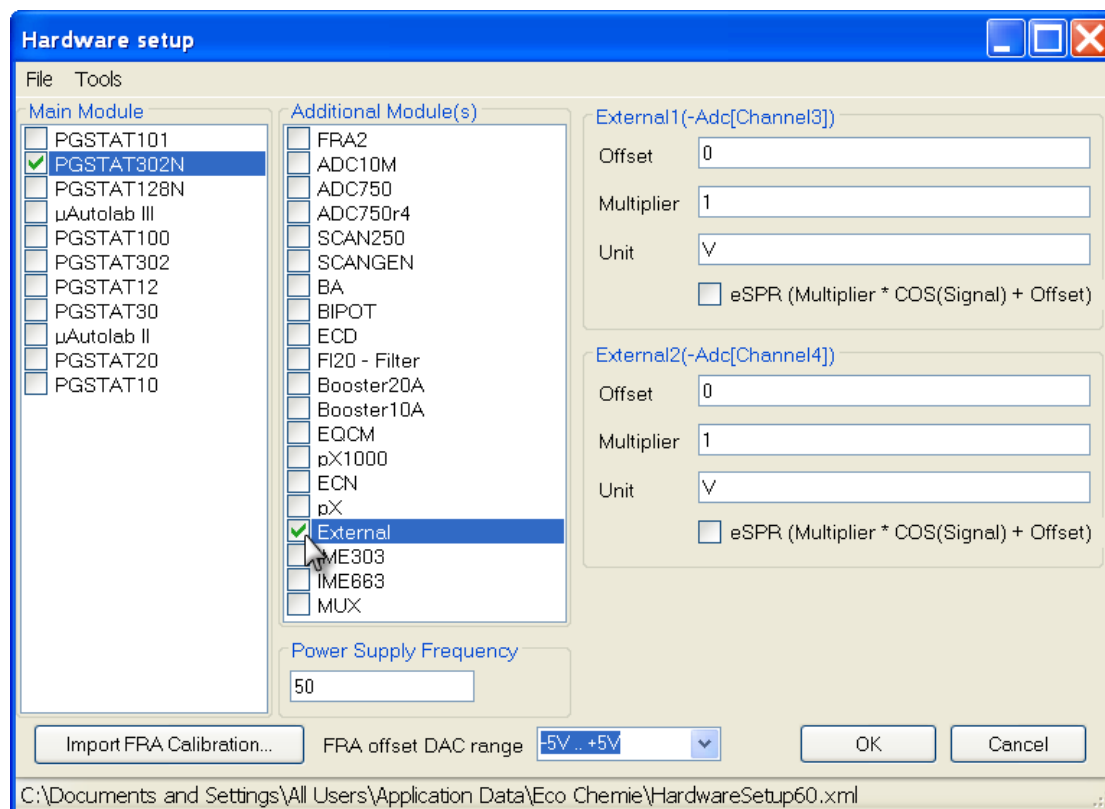 Hardware setup
File Tools
Main Module
PGSTAT101
PGSTAT302N
PGSTAT128N
µAutolab III
PGSTAT100
PGSTAT302
PGSTAT12
PGSTAT30
µAutolab II
PGSTAT20
PGSTAT10
Additional Module(s)
FRA2
ADC10M
ADC750
ADC750r4
SCAN250
SCANGEN
BA
BIPOT
ECD
FI20 - Filter
Booster20A
Booster10A
EQCM
pX1000
ECN
pX
External
IME303
IME663
MUX
Power Supply Frequency
50
External1(-Adc[Channel3])
Offset 0
Multiplier 1
Unit V
eSPR (Multiplier * COS(Signal) + Offset)
External2(-Adc[Channel4])
Offset 0
Multiplier 1
Unit V
eSPR (Multiplier * COS(Signal) + Offset)
Import FRA Calibration... FRA offset DAC range -5V .. +5V OK Cancel
C:\Documents and Settings\All Users\Application Data\Eco Chemie\HardwareSetup60.xml